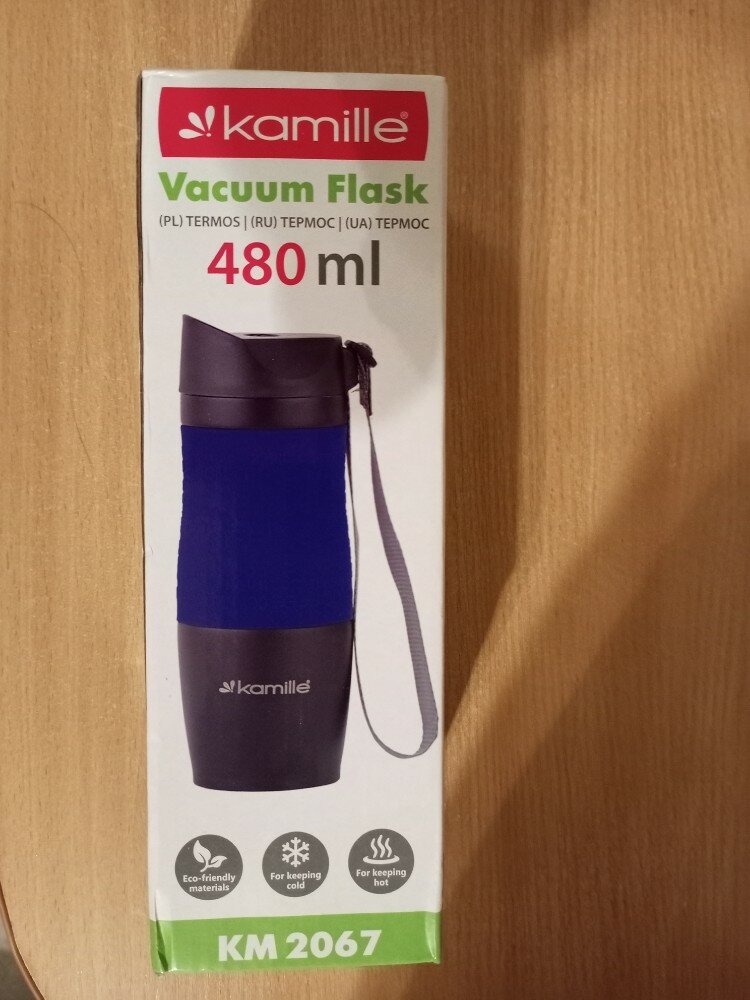 kamille®
Vacuum Flask
(PL) TERMOS | (RU) ТЕРМОС | (UA) ТЕРМОС
480 ml
kamille®
Eco-friendly
materials
For keeping
cold
For keeping
hot
KM 2067